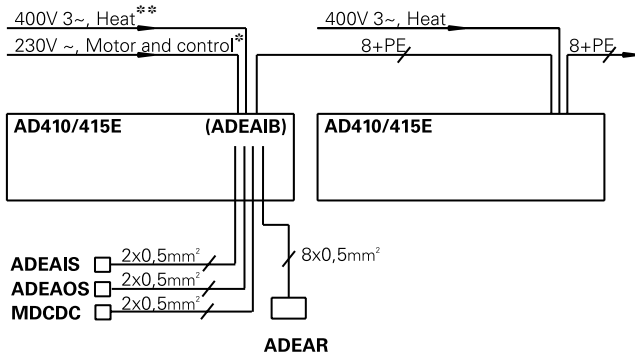 400V 3~, Heat** 400V 3~, Heat
230V ~, Motor and control* 8+PE 8+PE
AD410/415E (ADEAIB) AD410/415E
ADEAIS 2x0,5mm² 8x0,5mm²
ADEAOS 2x0,5mm²
MDCDC 2x0,5mm²
ADEAR